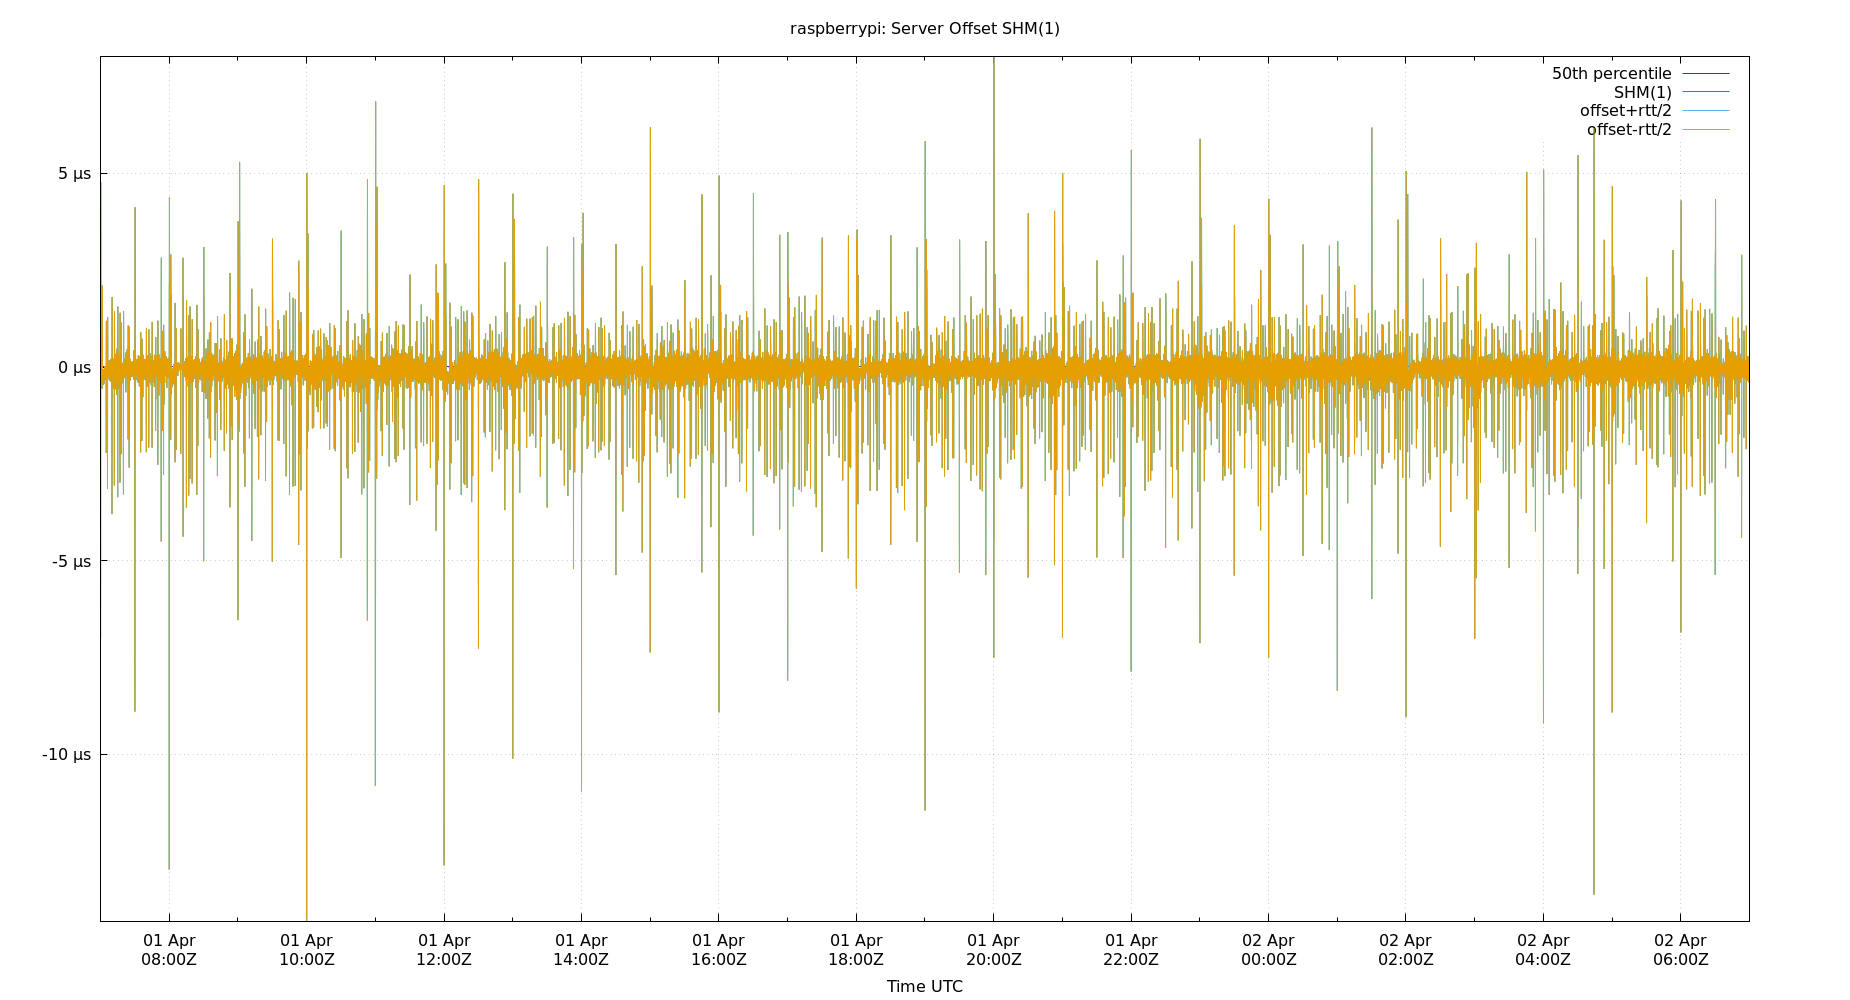 raspberrypi: Server Offset SHM(1)
50th percentile
SHM(1)
offset+rtt/2
offset-rtt/2
5 µs
0 µs
-5 µs
-10 µs
01 Apr 01 Apr 01 Apr 01 Apr 01 Apr 01 Apr 01 Apr 01 Apr 02 Apr 02 Apr 02 Apr 02 Apr
08:00Z 10:00Z 12:00Z 14:00Z 16:00Z 18:00Z 20:00Z 22:00Z 00:00Z 02:00Z 04:00Z 06:00Z
Time UTC